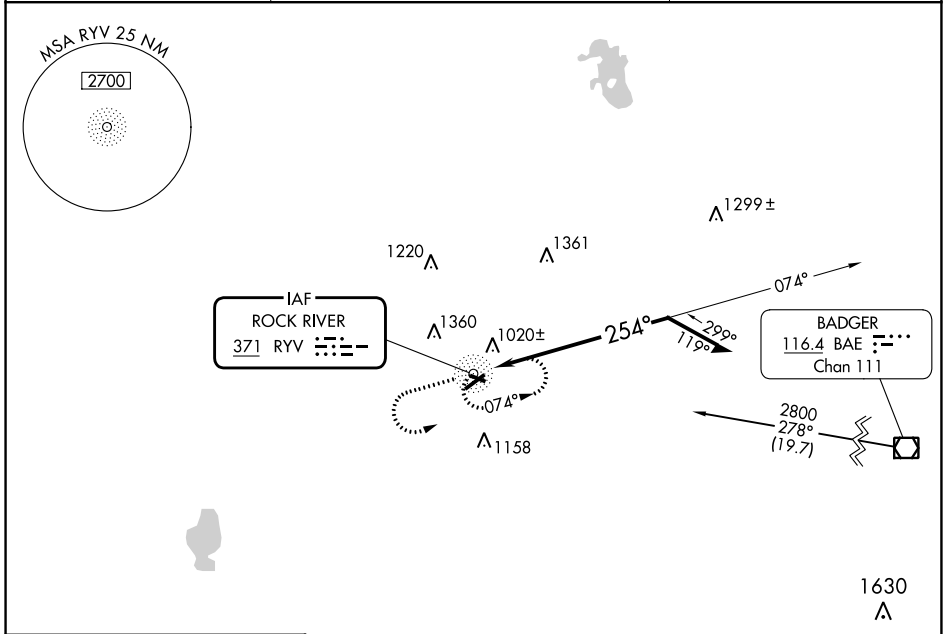 MSA RYV 25 NM
2700
1299 ±
1220
1361
074°
IAF
ROCK RIVER
371 RYV
1360
1020±
254°
299°
119°
BADGER
116.4 BAE
Chan 111
074°
2800
278°
(19.7)
1158
1630